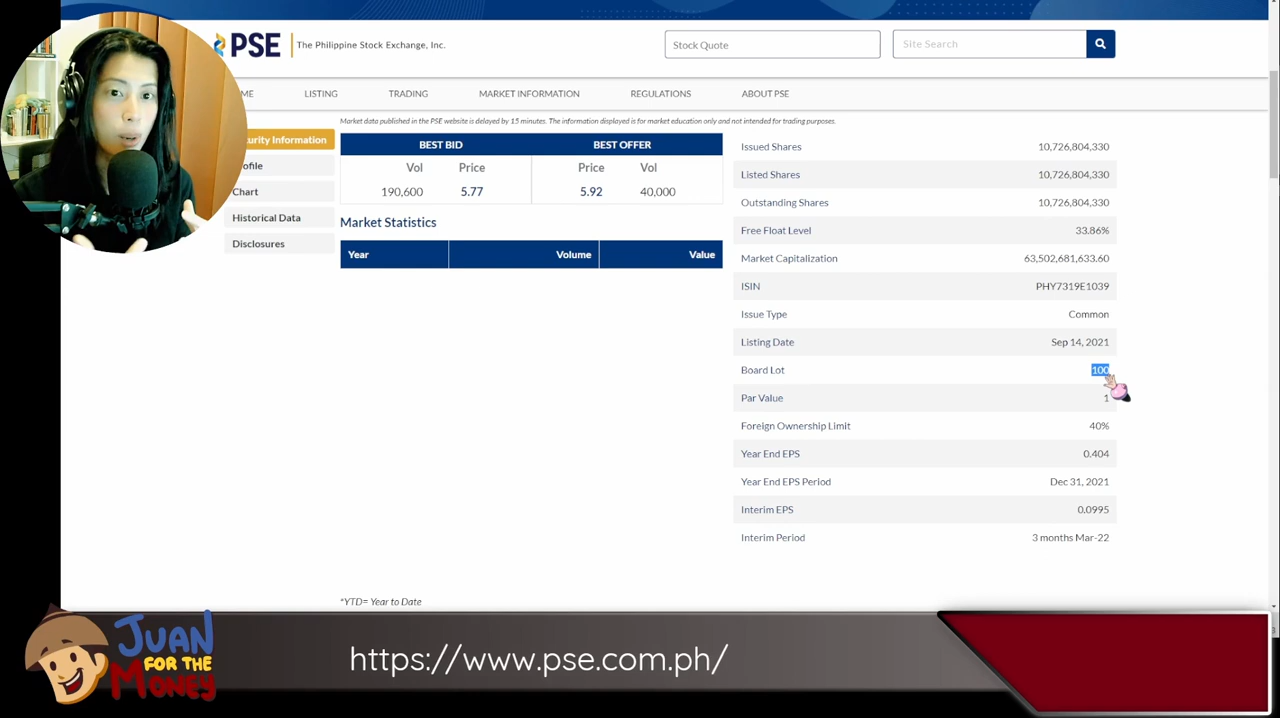 PSE
The Philippine Stock Exchange, Inc.
Stock Quote
Site Search
ME
LISTING
TRADING
MARKET INFORMATION
REGULATIONS
ABOUT PSE
Market data published in the PSE website is delayed by 15 minutes. The information displayed is for market education only and not intended for trading purposes.
curity Information
ofile
Chart
Historical Data
Disclosures
BEST BID BEST OFFER
Vol Price Price Vol
190,600 5.77 5.92 40,000
Market Statistics
Year Volume Value
Issued Shares 10,726,804,330
Listed Shares 10,726,804,330
Outstanding Shares 10,726,804,330
Free Float Level 33.86%
Market Capitalization 63,502,681,633.60
ISIN PHY7319E1039
Issue Type Common
Listing Date Sep 14, 2021
Board Lot 100
Par Value 1
Foreign Ownership Limit 40%
Year End EPS 0.404
Year End EPS Period Dec 31, 2021
Interim EPS 0.0995
Interim Period 3 months Mar-22
*YTD= Year to Date
JUAN
FOR THE
MONEY
https://www.pse.com.ph/